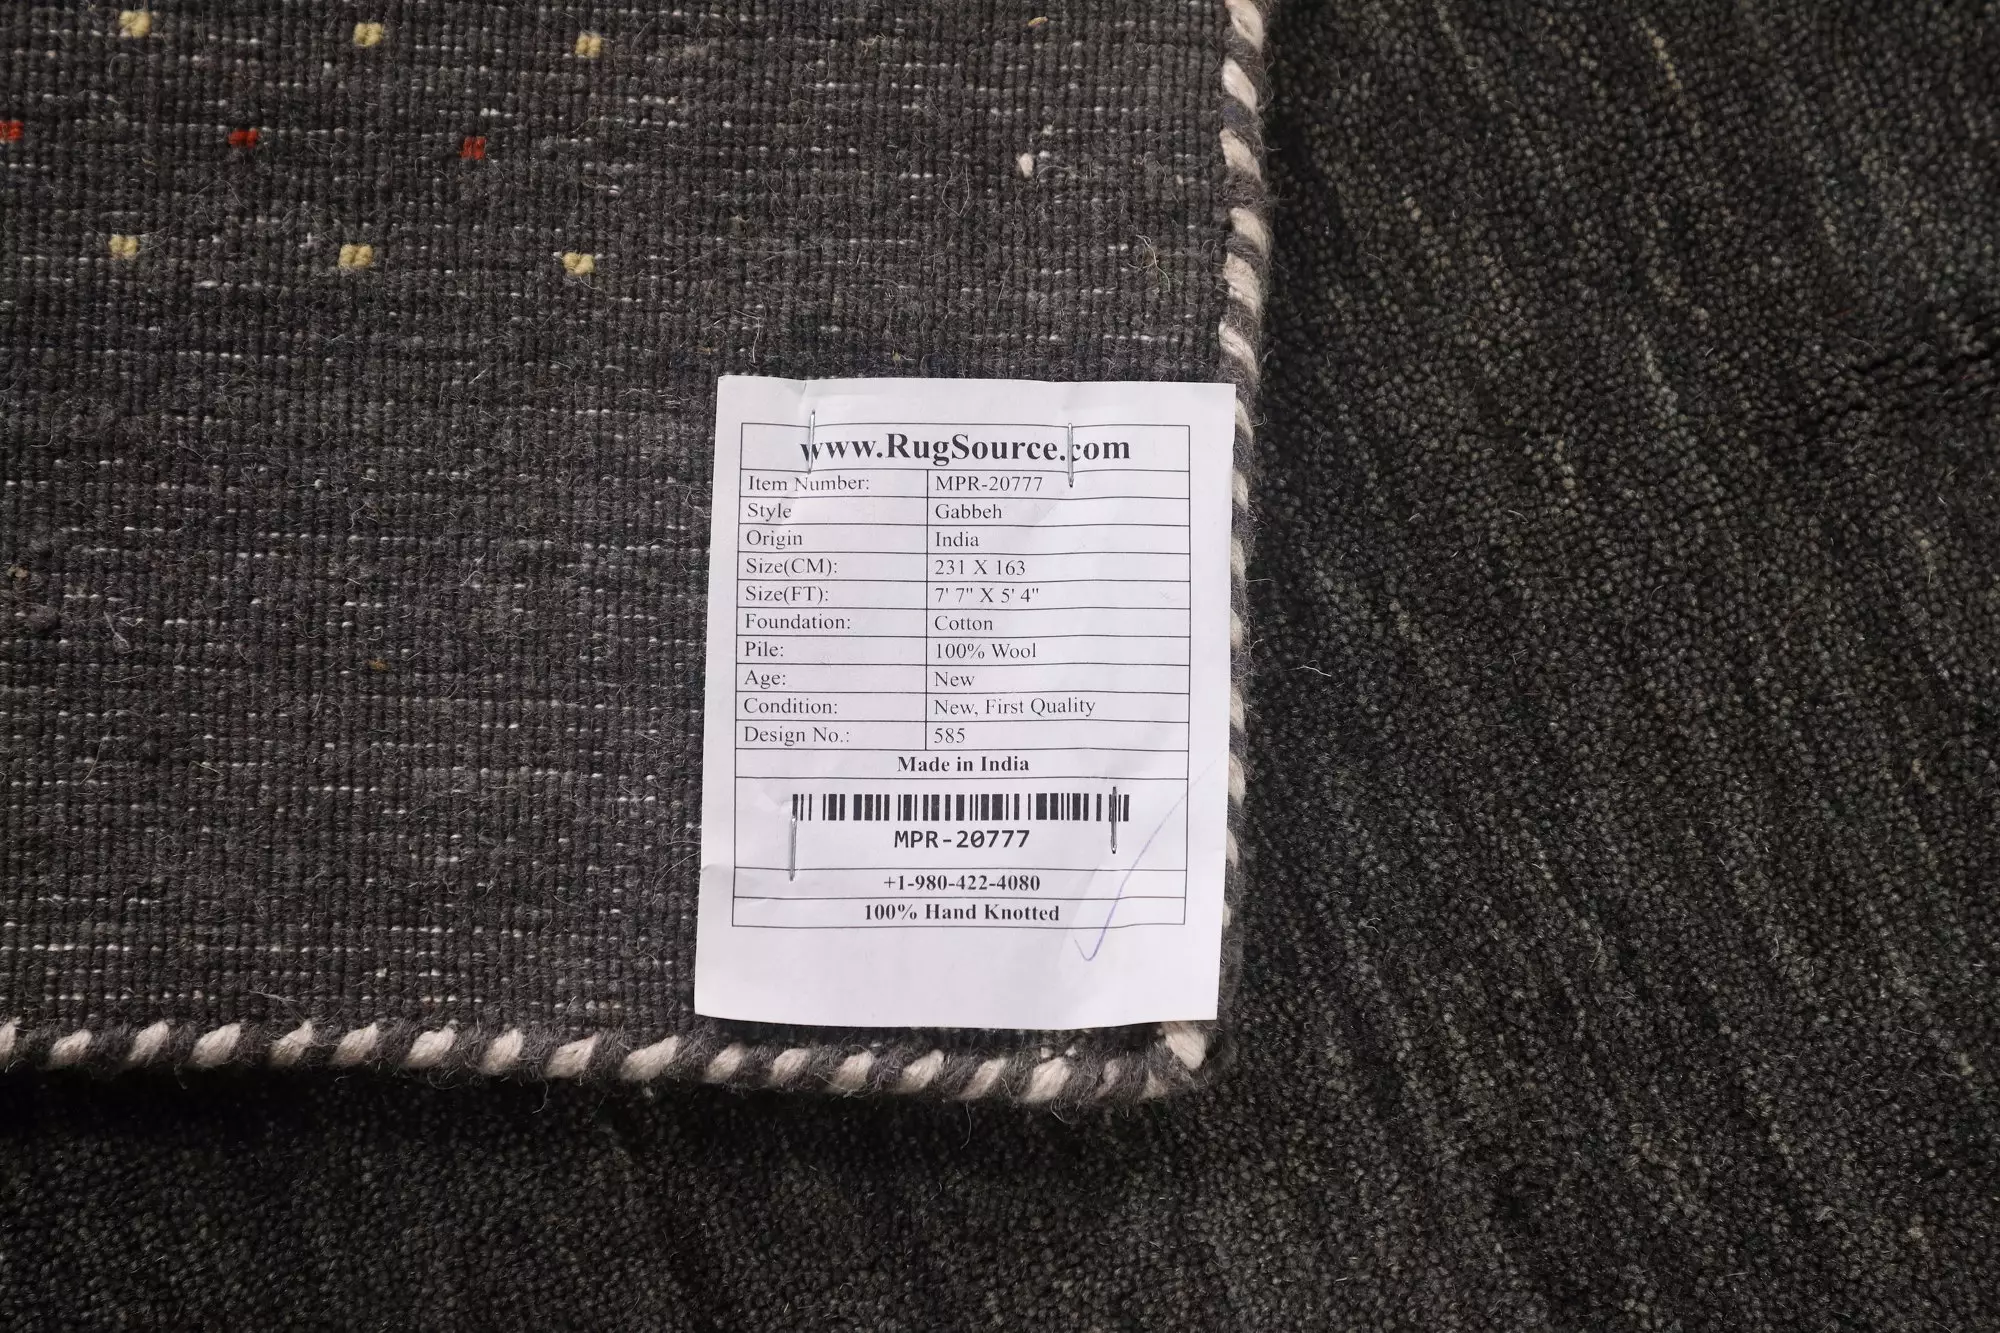 www.RugSource.com
Item Number: MPR-20777
Style Gabbeh
Origin India
Size(CM): 231 X 163
Size(FT): 7' 7" X 5' 4"
Foundation: Cotton
Pile: 100% Wool
Age: New
Condition: New, First Quality
Design No.: 585
Made in India
MPR-20777
+1-980-422-4080
100% Hand Knotted